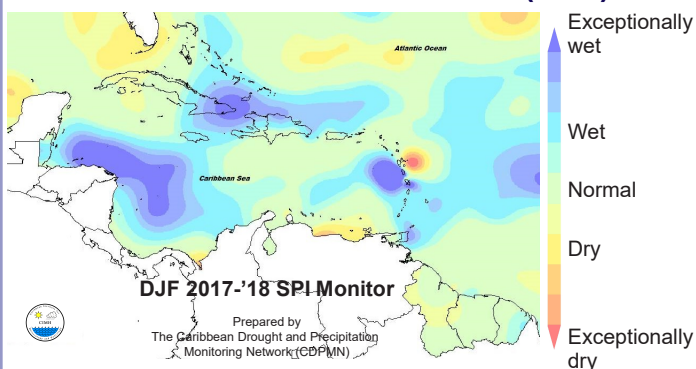 Exceptionally
wet
Atlantic Ocean
Wet
Caribbean Sea
Normal
Dry
DJF 2017-'18 SPI Monitor
Prepared by
The Caribbean Drought and Precipitation
Monitoring Network (CDPMN)
CIMH
Exceptionally
dry